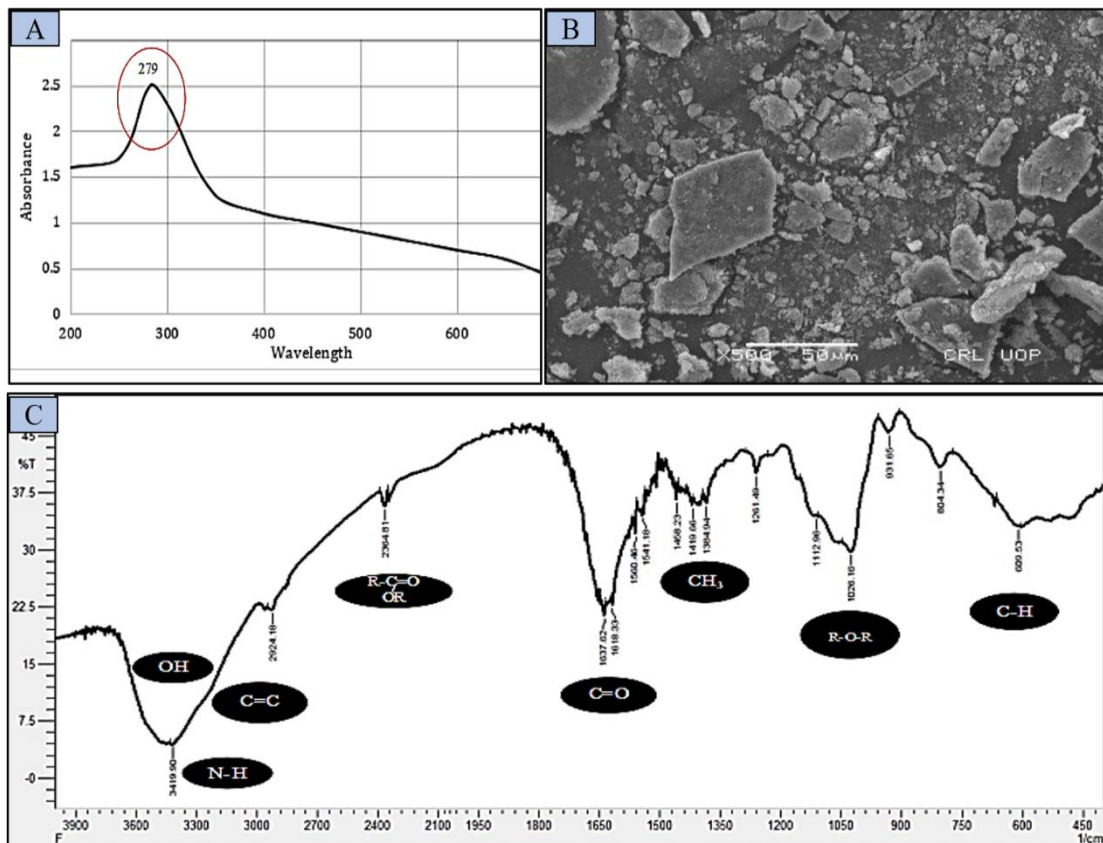 A
279
2.5
2
1.5
1
0.5
0
Absorbance
200 300 400 500 600
Wavelength
B
X500 50μm CRL UOP
C
45
%T
37.5
30
22.5
15
7.5
-0
3419.90
2924.18
2364.81
1637.62
1618.33
1560.46
1541.18
1458.23
1419.66
1384.94
1261.49
1112.96
1026.16
931.65
804.34
609.53
OH
N-H
C=C
R-C=O
OR
C=O
CH₃
R-O-R
C-H
3900 3600 3300 3000 2700 2400 2100 1950 1800 1650 1500 1350 1200 1050 900 750 600 450
F 1/cm